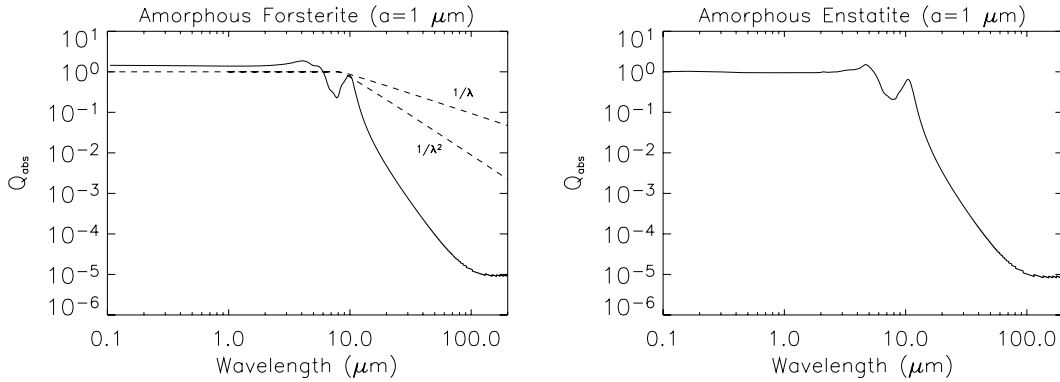 Amorphous Forsterite (a=1 μm)
10¹
10⁰
10⁻¹
10⁻²
10⁻³
10⁻⁴
10⁻⁵
10⁻⁶
Q_abs
1/λ
1/λ²
0.1 1.0 10.0 100.0
Wavelength (μm)
Amorphous Enstatite (a=1 μm)
10¹
10⁰
10⁻¹
10⁻²
10⁻³
10⁻⁴
10⁻⁵
10⁻⁶
Q_abs
0.1 1.0 10.0 100.0
Wavelength (μm)